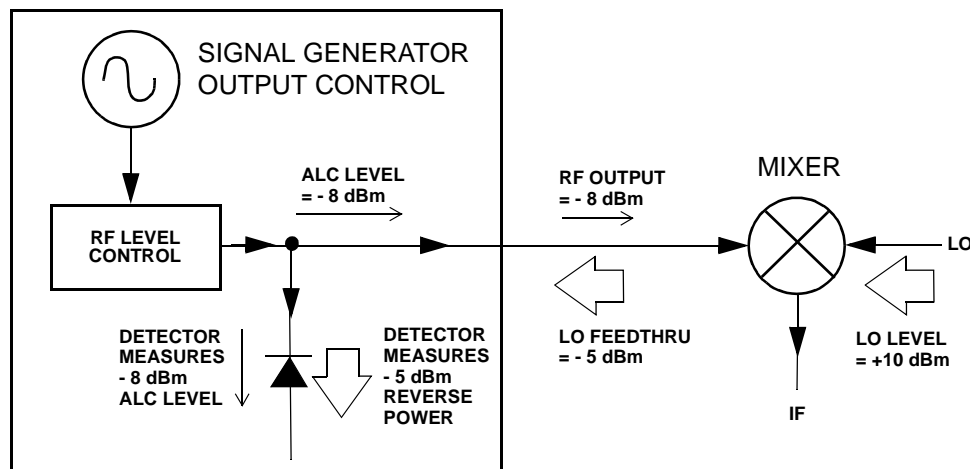 SIGNAL GENERATOR
OUTPUT CONTROL
ALC LEVEL
= - 8 dBm
RF OUTPUT
= - 8 dBm
MIXER
RF LEVEL
CONTROL
LO
DETECTOR
MEASURES
- 8 dBm
ALC LEVEL
DETECTOR
MEASURES
- 5 dBm
REVERSE
POWER
LO FEEDTHRU
= - 5 dBm
LO LEVEL
= +10 dBm
IF